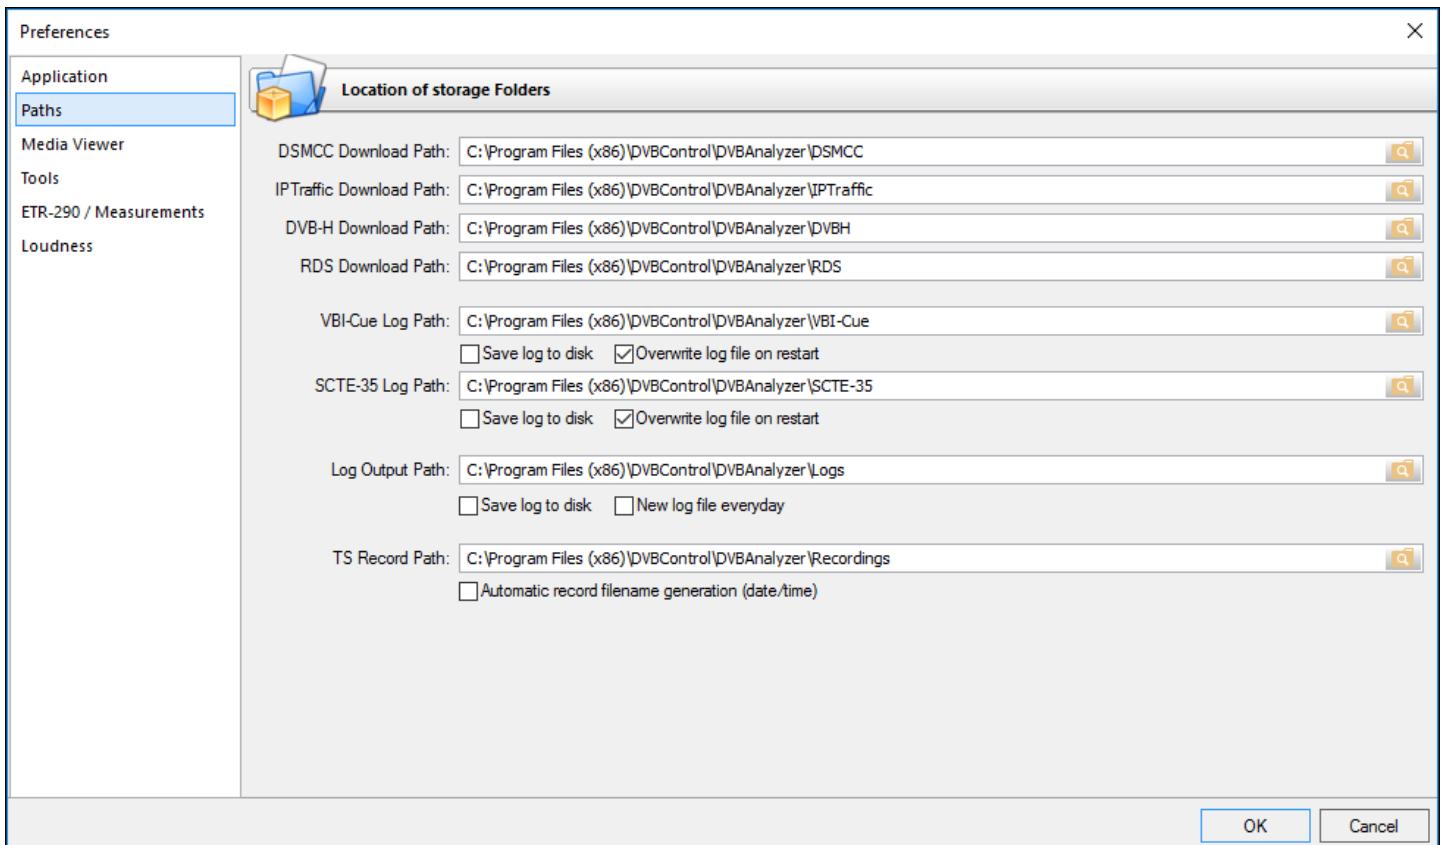 Preferences
Application
Paths
Media Viewer
Tools
ETR-290 / Measurements
Loudness
Location of storage Folders
DSMCC Download Path: C:\Program Files (x86)\DVBControl\DVBAnalyzer\DSMCC
IPTraffic Download Path: C:\Program Files (x86)\DVBControl\DVBAnalyzer\IPTraffic
DVB-H Download Path: C:\Program Files (x86)\DVBControl\DVBAnalyzer\DVBH
RDS Download Path: C:\Program Files (x86)\DVBControl\DVBAnalyzer\RDS
VBI-Cue Log Path: C:\Program Files (x86)\DVBControl\DVBAnalyzer\VBI-Cue
Save log to disk Overwrite log file on restart
SCTE-35 Log Path: C:\Program Files (x86)\DVBControl\DVBAnalyzer\SCTE-35
Save log to disk Overwrite log file on restart
Log Output Path: C:\Program Files (x86)\DVBControl\DVBAnalyzer\Logs
Save log to disk New log file everyday
TS Record Path: C:\Program Files (x86)\DVBControl\DVBAnalyzer\Recordings
Automatic record filename generation (date/time)
OK Cancel